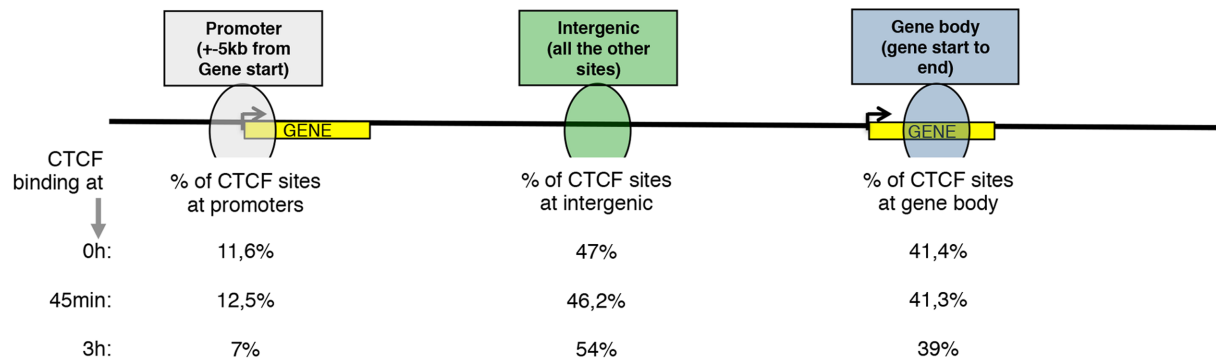 Promoter
(+-5kb from
Gene start)
Intergenic
(all the other
sites)
Gene body
(gene start to
end)
GENE
GENE
CTCF
binding at
% of CTCF sites
at promoters
% of CTCF sites
at intergenic
% of CTCF sites
at gene body
0h: 11,6% 47% 41,4%
45min: 12,5% 46,2% 41,3%
3h: 7% 54% 39%